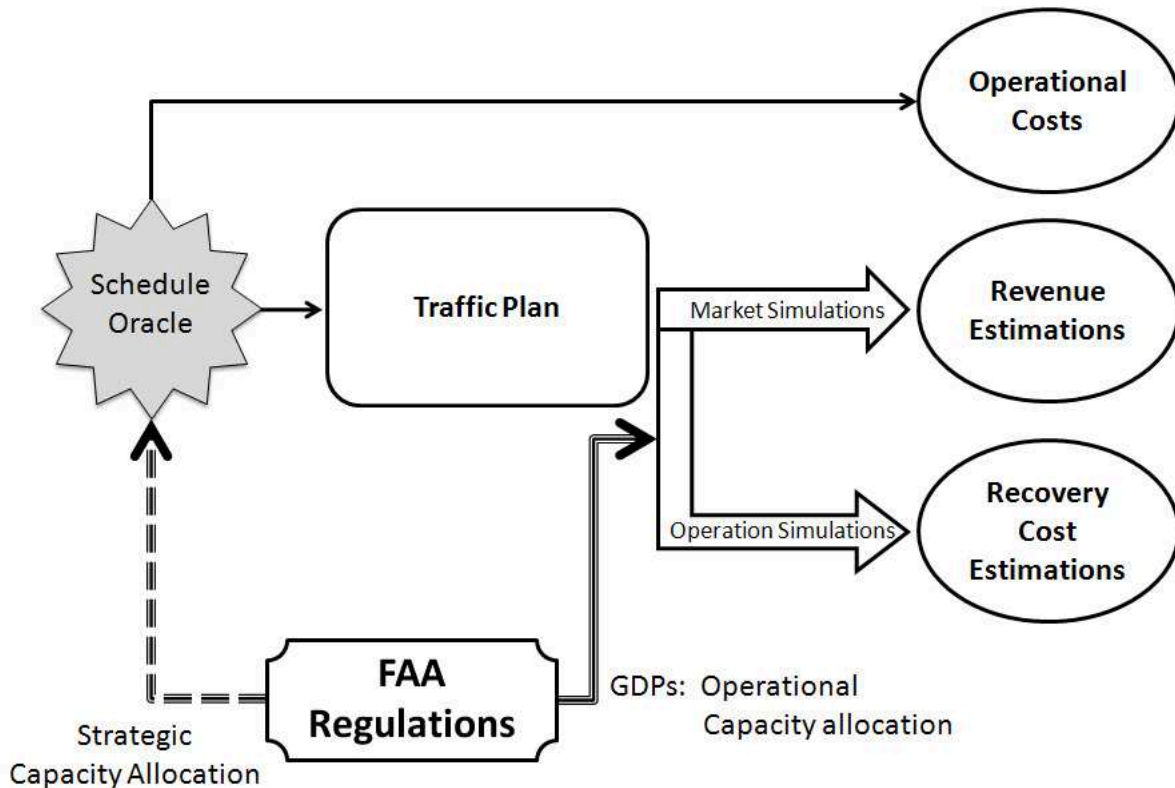 Operational
Costs
Schedule
Oracle
Traffic Plan
Market Simulations
Revenue
Estimations
Operation Simulations
Recovery
Cost
Estimations
FAA
Regulations
GDPs:  Operational
Capacity allocation
Strategic
Capacity Allocation